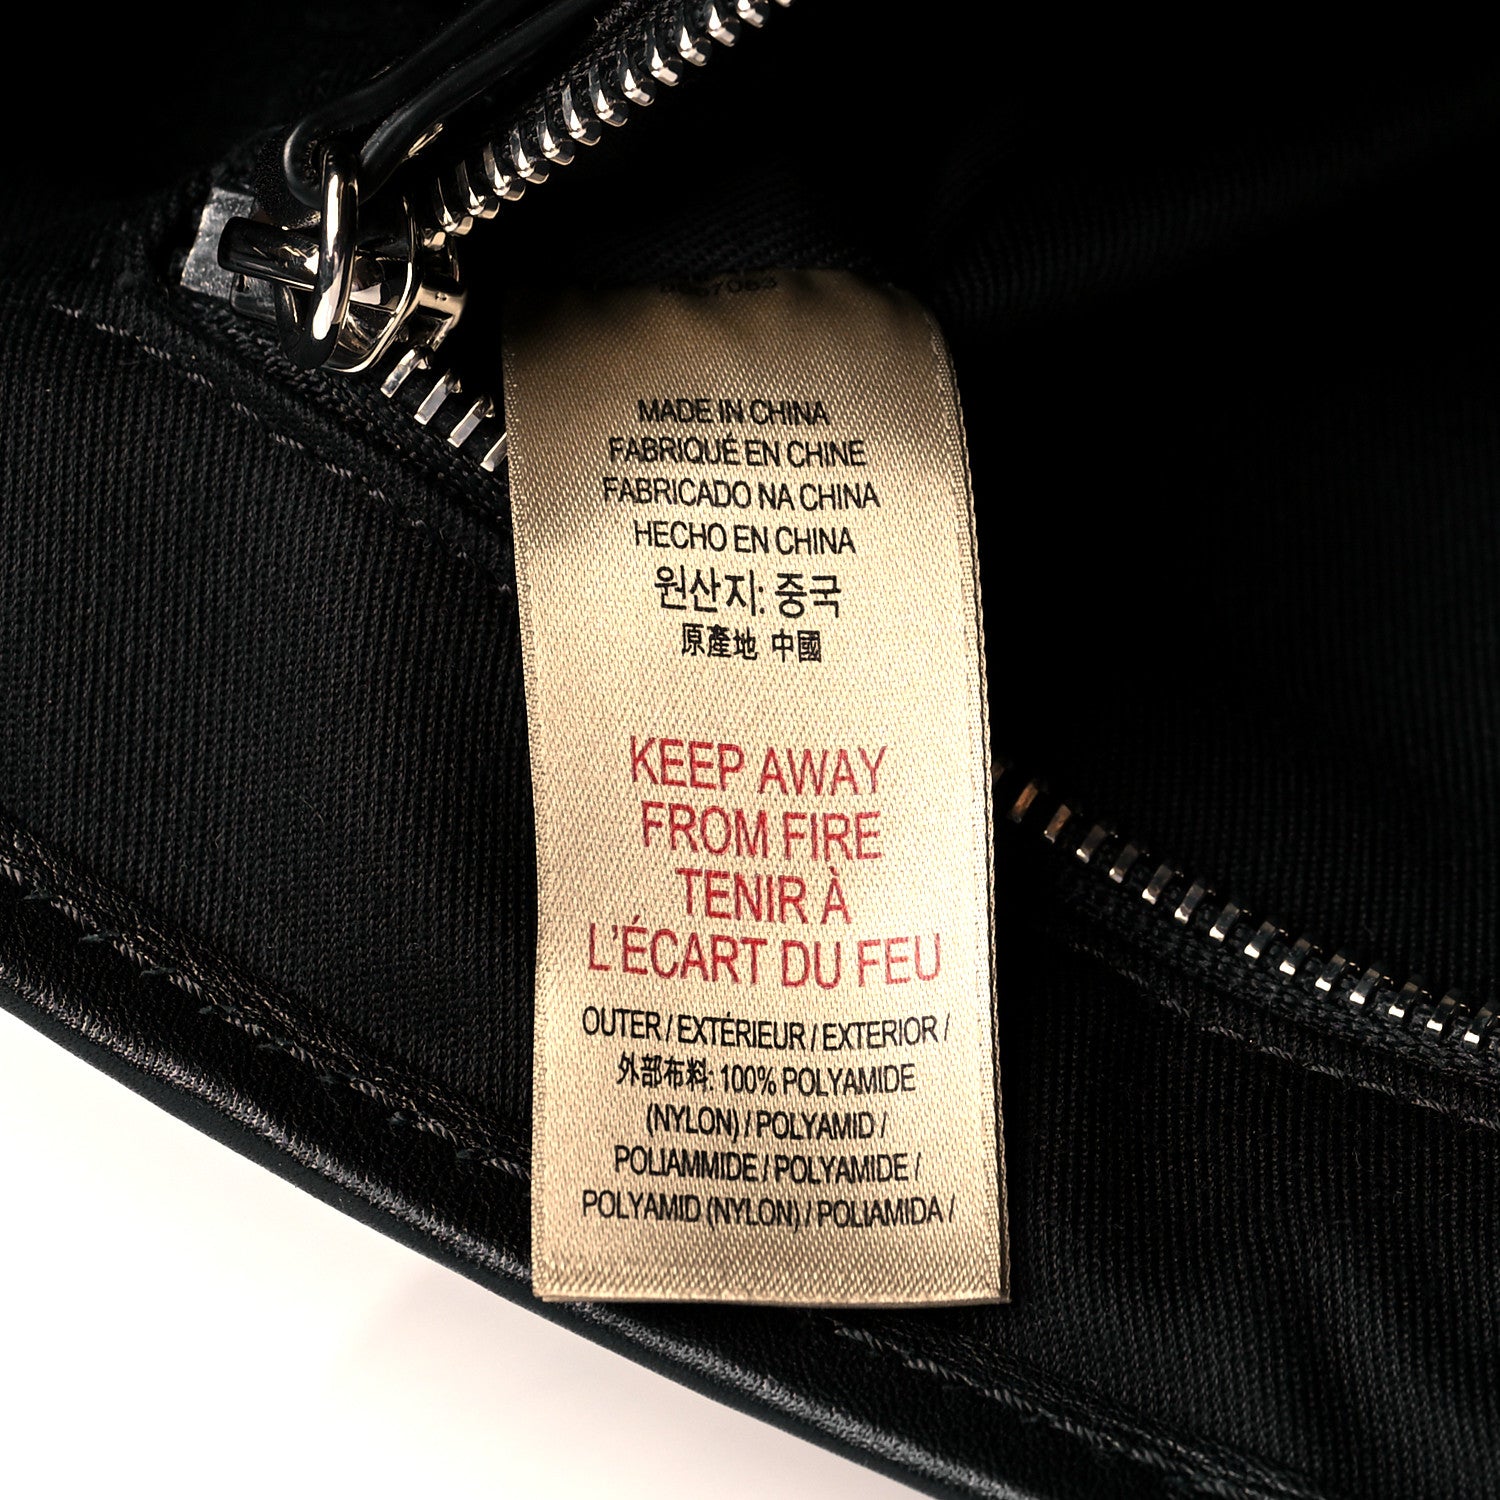 MADE IN CHINA
FABRIQUÉ EN CHINE
FABRICADO NA CHINA
HECHO EN CHINA
원산지: 중국
原產地 中國
KEEP AWAY
FROM FIRE
TENIR À
L'ÉCART DU FEU
OUTER / EXTÉRIEUR / EXTERIOR /
外部布料: 100% POLYAMIDE
(NYLON) / POLYAMID /
POLIAMMIDE / POLYAMIDE /
POLYAMID (NYLON) / POLIAMIDA /